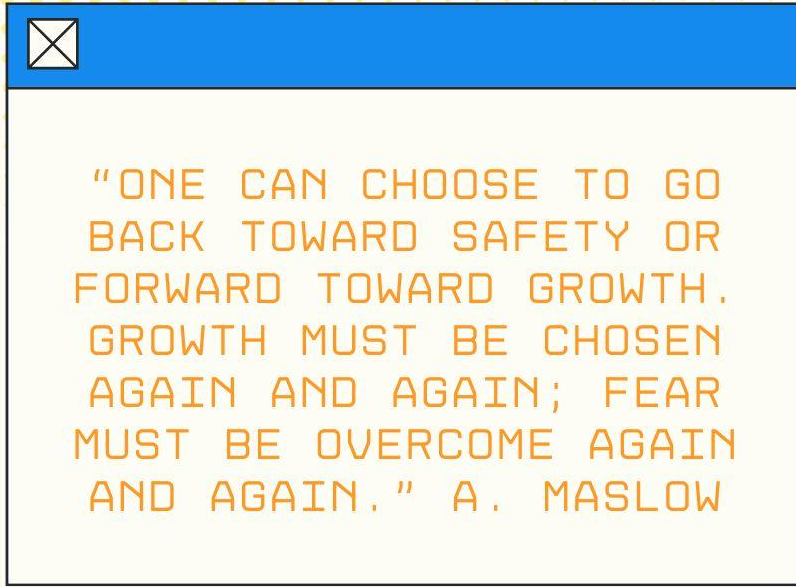 “ONE CAN CHOOSE TO GO
BACK TOWARD SAFETY OR
FORWARD TOWARD GROWTH.
GROWTH MUST BE CHOSEN
AGAIN AND AGAIN; FEAR
MUST BE OVERCOME AGAIN
AND AGAIN.” A. MASLOW